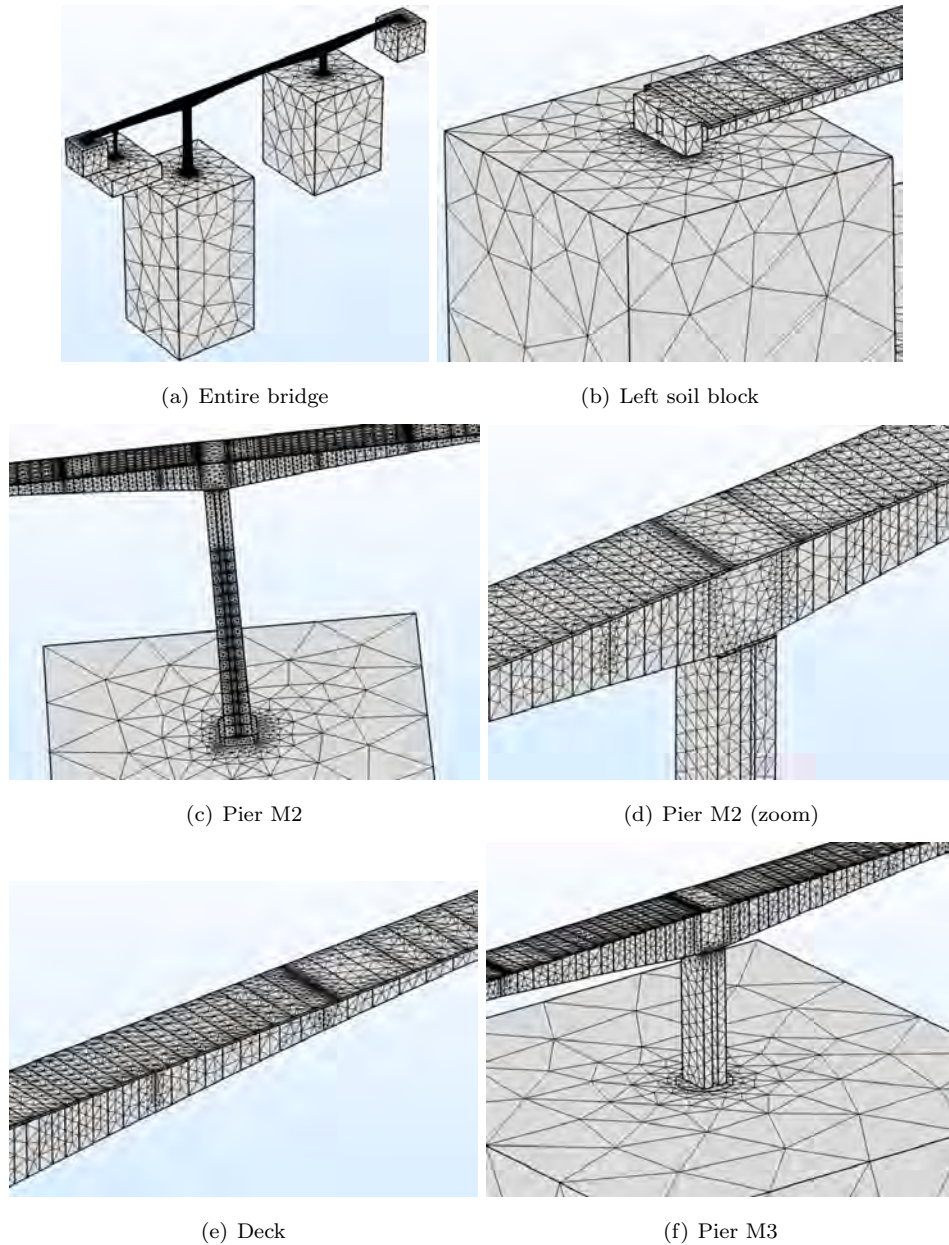 (a) Entire bridge
(b) Left soil block
(c) Pier M2
(d) Pier M2 (zoom)
(e) Deck
(f) Pier M3